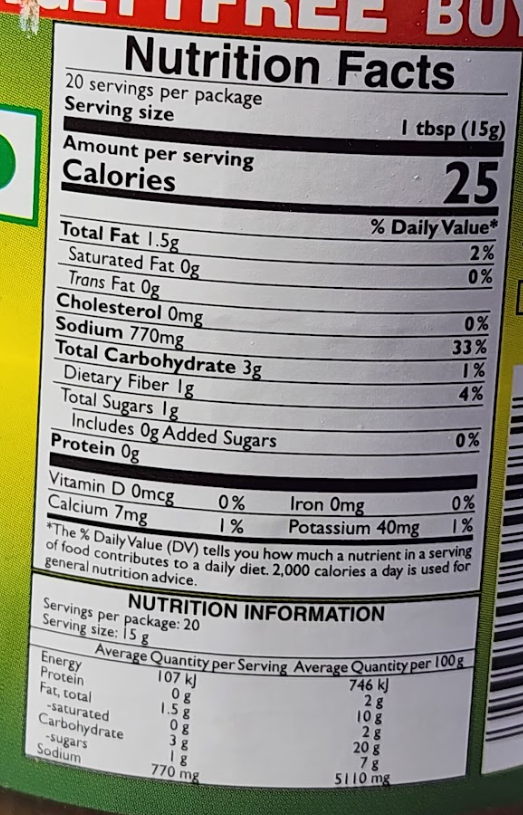 FREE BUY
Nutrition Facts
20 servings per package
Serving size 1 tbsp (15g)
Amount per serving
Calories 25
% Daily Value*
Total Fat 1.5g 2%
Saturated Fat 0g 0%
Trans Fat 0g
Cholesterol 0mg 0%
Sodium 770mg 33%
Total Carbohydrate 3g 1%
Dietary Fiber 1g 4%
Total Sugars 1g
Includes 0g Added Sugars 0%
Protein 0g
Vitamin D 0mcg 0% Iron 0mg 0%
Calcium 7mg 1% Potassium 40mg 1%
*The % Daily Value (DV) tells you how much a nutrient in a serving
of food contributes to a daily diet. 2,000 calories a day is used for
general nutrition advice.
NUTRITION INFORMATION
Servings per package: 20
Serving size: 15 g
Average Quantity per Serving Average Quantity per 100g
Energy 107 kJ 746 kJ
Protein 0 g 2 g
Fat, total 1.5 g 10 g
-saturated 0 g 2 g
Carbohydrate 3 g 20 g
-sugars 1 g 7 g
Sodium 770 mg 5110 mg